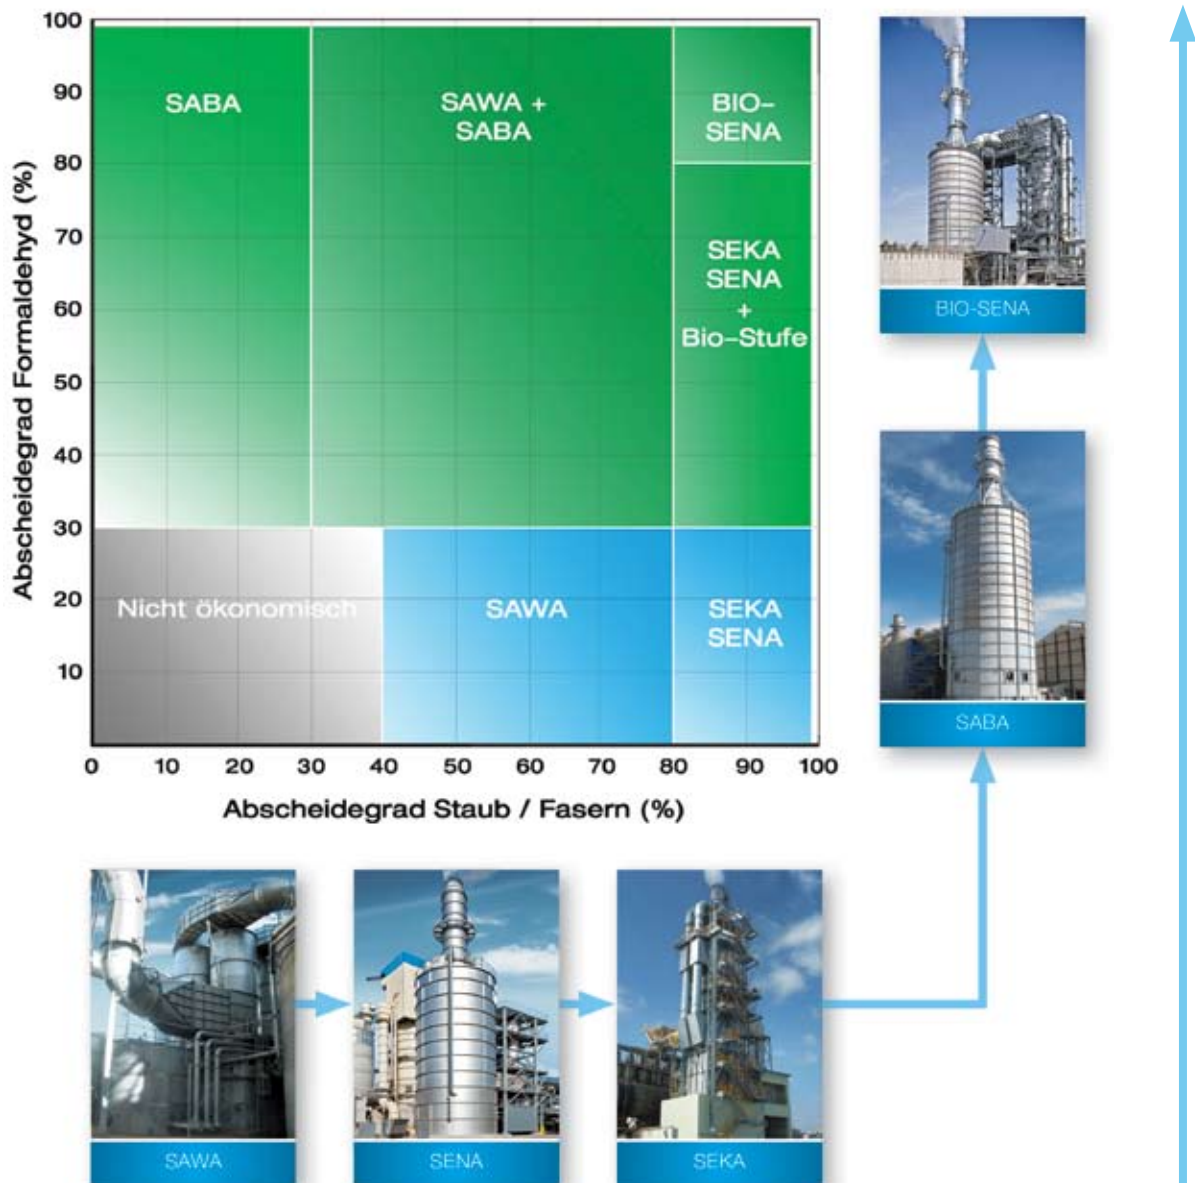 100
90
80
70
60
50
40
30
20
10
Abscheidegrad Formaldehyd (%)
SABA
SAWA +
SABA
BIO–
SENA
SEKA
SENA
+
Bio–Stufe
Nicht ökonomisch
SAWA
SEKA
SENA
0 10 20 30 40 50 60 70 80 90 100
Abscheidegrad Staub / Fasern (%)
BIO-SENA
SABA
SAWA
SENA
SEKA